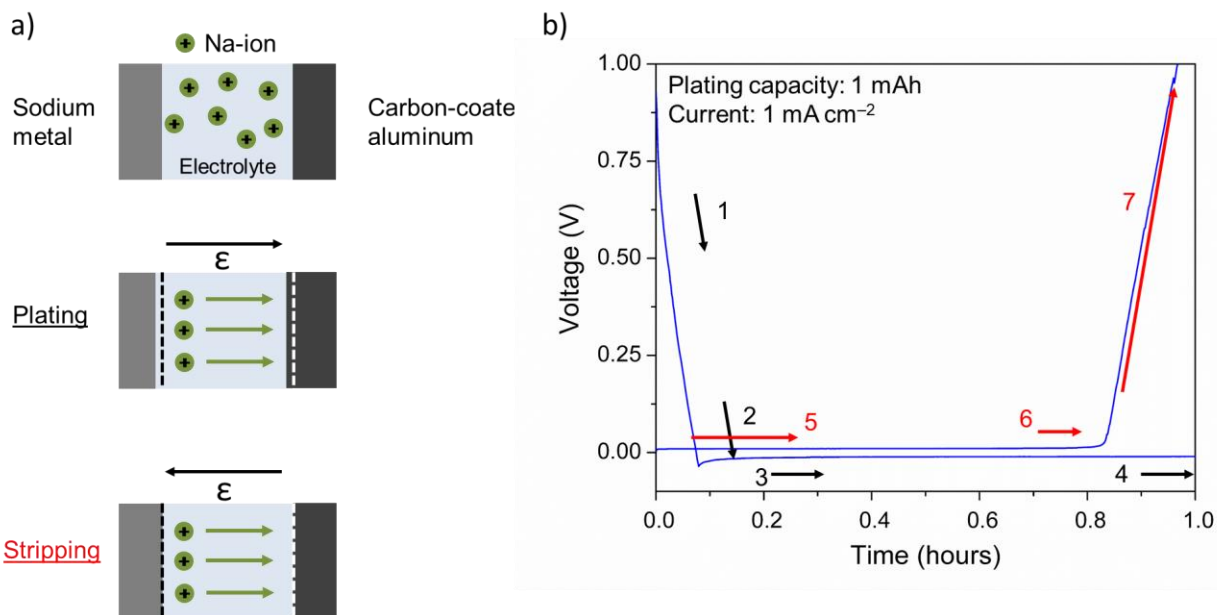 a)
+ Na-ion
Sodium
metal
Carbon-coate
aluminum
Electrolyte
ε
Plating
ε
Stripping
b)
Plating capacity: 1 mAh
Current: 1 mA cm⁻²
Voltage (V)
1.00
0.75
0.50
0.25
0.00
1
2
3
4
5
6
7
0.0 0.2 0.4 0.6 0.8 1.0
Time (hours)